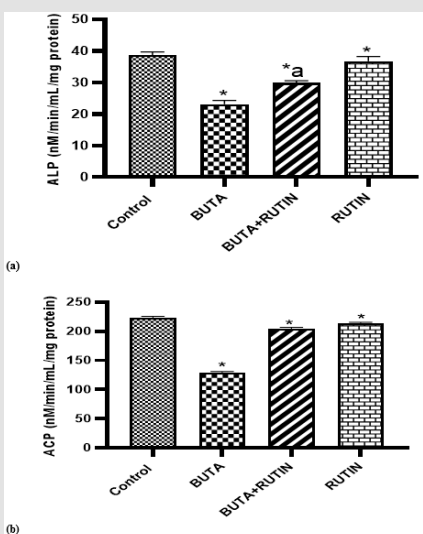 50
40
30
20
10
0
ALP (nM/min/mL/mg protein)
*
*a
*
Control
BUTA
BUTA+RUTIN
RUTIN
(a)
250
200
150
100
50
0
ACP (nM/min/mL/mg protein)
*
*
*
Control
BUTA
BUTA+RUTIN
RUTIN
(b)